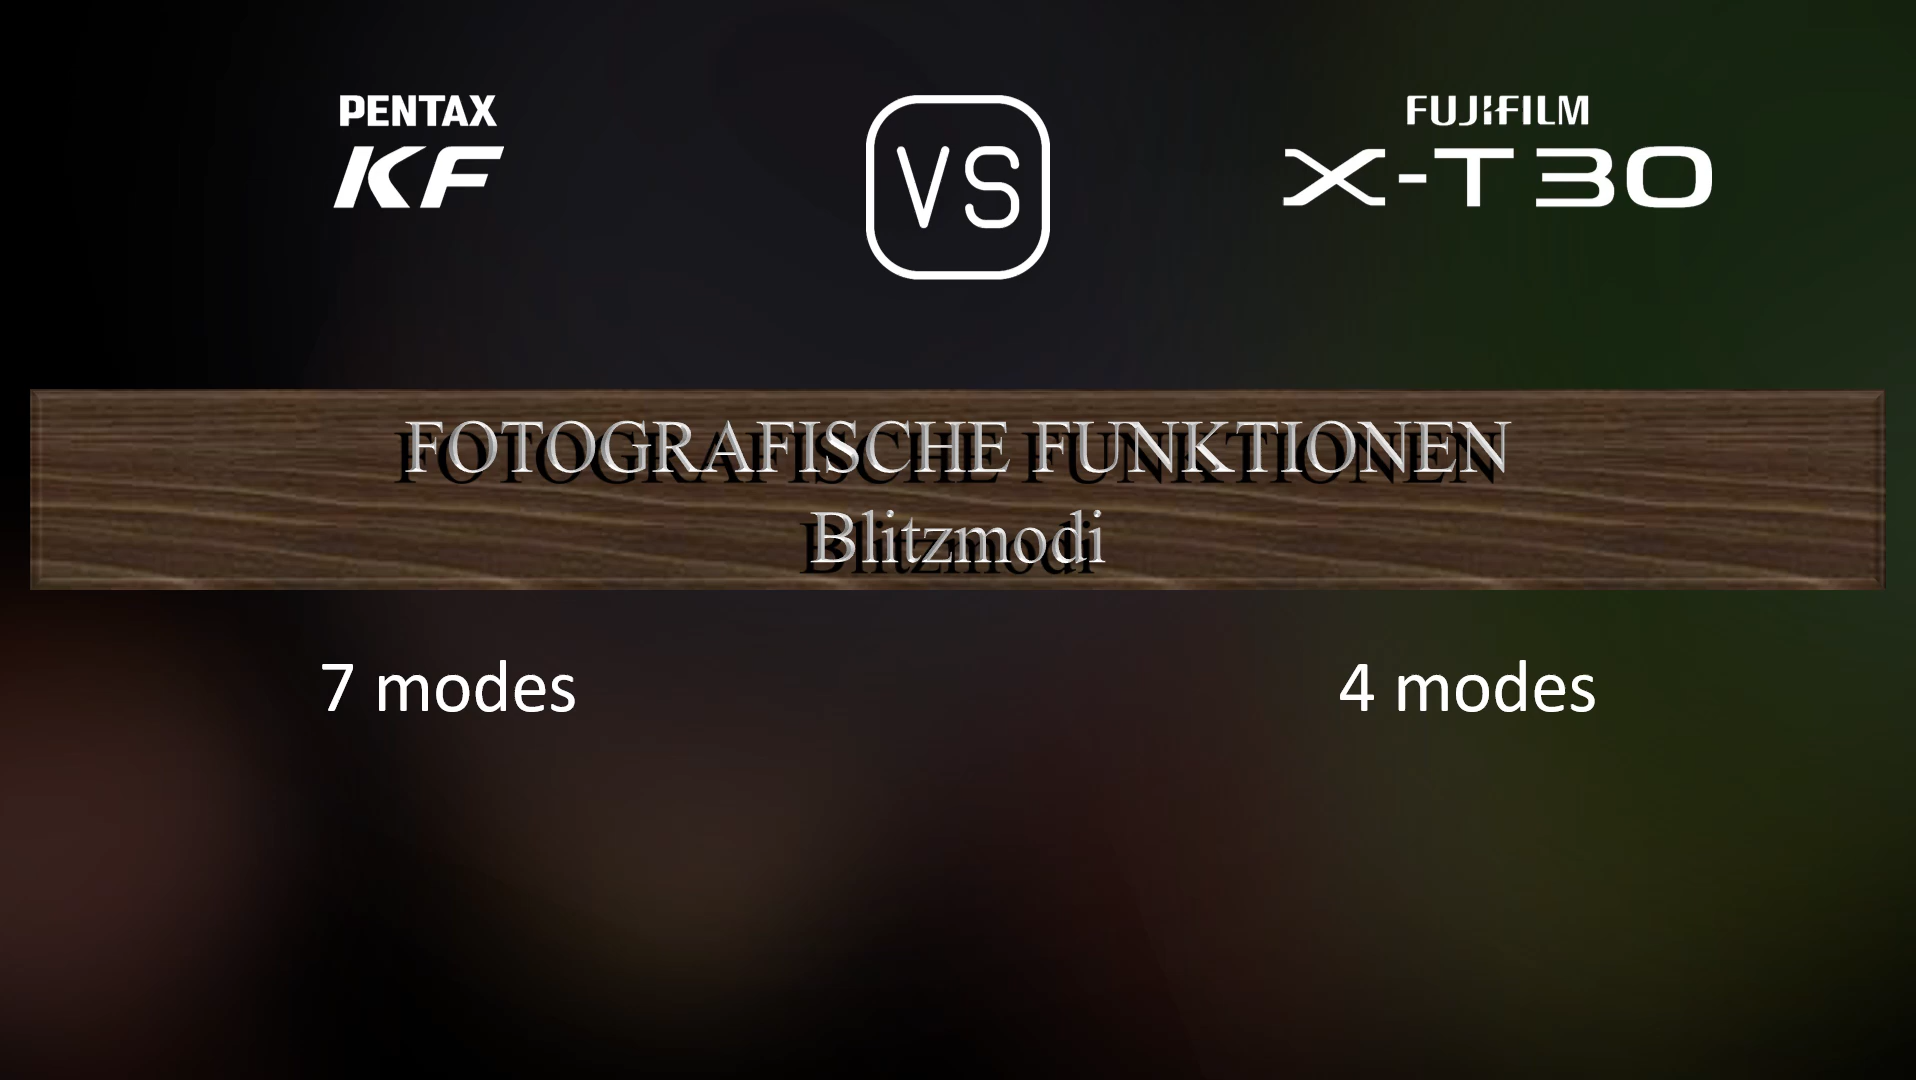 PENTAX
KF
VS
FUJIFILM
X-T30
FOTOGRAFISCHE FUNKTIONEN
Blitzmodi
7 modes
4 modes